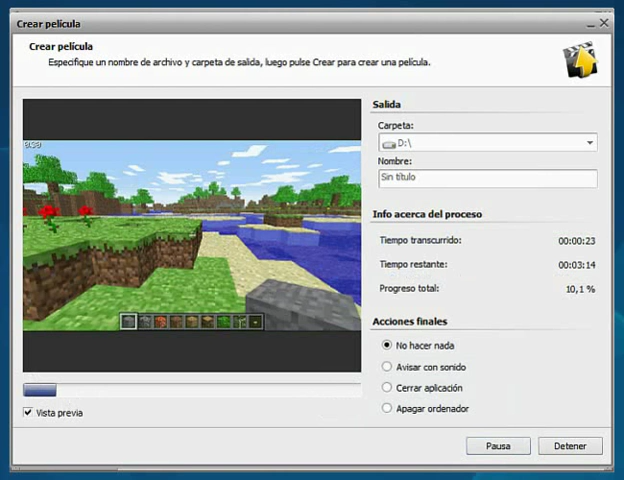 Crear película
Crear película
Especifique un nombre de archivo y carpeta de salida, luego pulse Crear para crear una película.
Salida
Carpeta:
D:\
Nombre:
Sin título
Info acerca del proceso
Tiempo transcurrido: 00:00:23
Tiempo restante: 00:03:14
Progreso total: 10,1 %
Acciones finales
No hacer nada
Avisar con sonido
Cerrar aplicación
Apagar ordenador
Vista previa
Pausa Detener